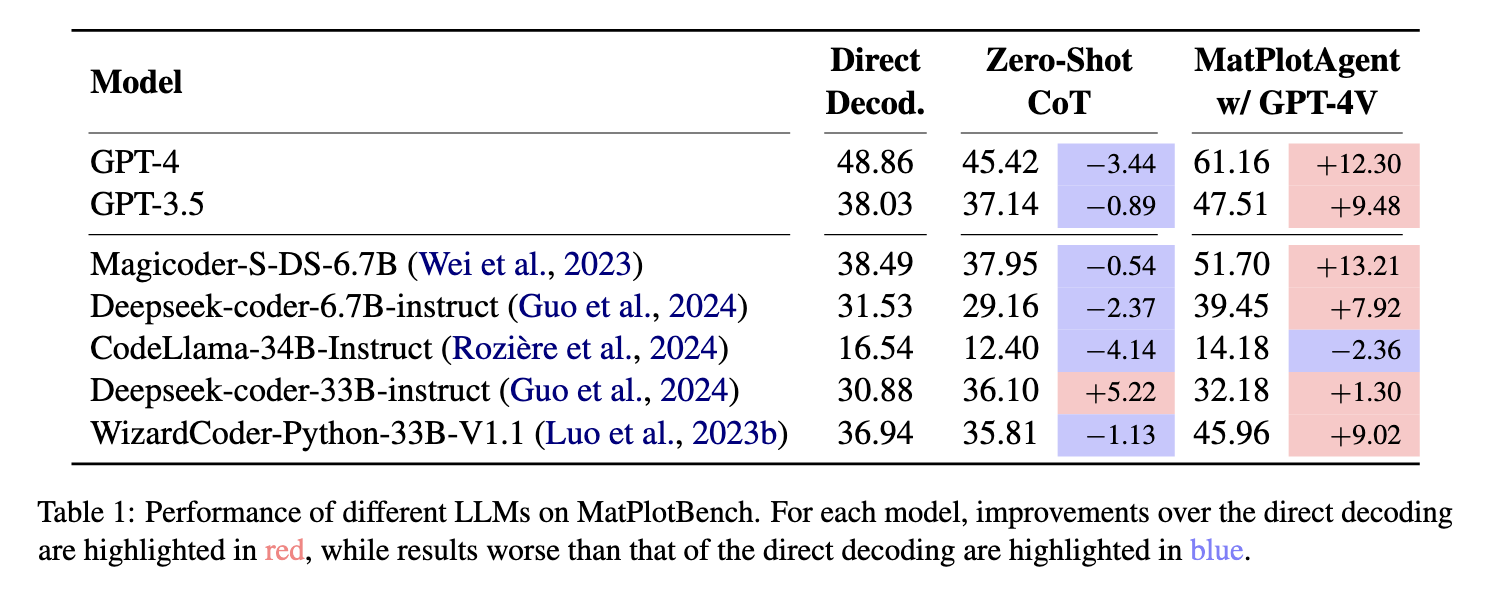 Model Direct Decod. Zero-Shot CoT MatPlotAgent w/ GPT-4V
GPT-4 48.86 45.42 −3.44 61.16 +12.30
GPT-3.5 38.03 37.14 −0.89 47.51 +9.48
Magicoder-S-DS-6.7B (Wei et al., 2023) 38.49 37.95 −0.54 51.70 +13.21
Deepseek-coder-6.7B-instruct (Guo et al., 2024) 31.53 29.16 −2.37 39.45 +7.92
CodeLlama-34B-Instruct (Rozière et al., 2024) 16.54 12.40 −4.14 14.18 −2.36
Deepseek-coder-33B-instruct (Guo et al., 2024) 30.88 36.10 +5.22 32.18 +1.30
WizardCoder-Python-33B-V1.1 (Luo et al., 2023b) 36.94 35.81 −1.13 45.96 +9.02
Table 1: Performance of different LLMs on MatPlotBench. For each model, improvements over the direct decoding
are highlighted in red, while results worse than that of the direct decoding are highlighted in blue.